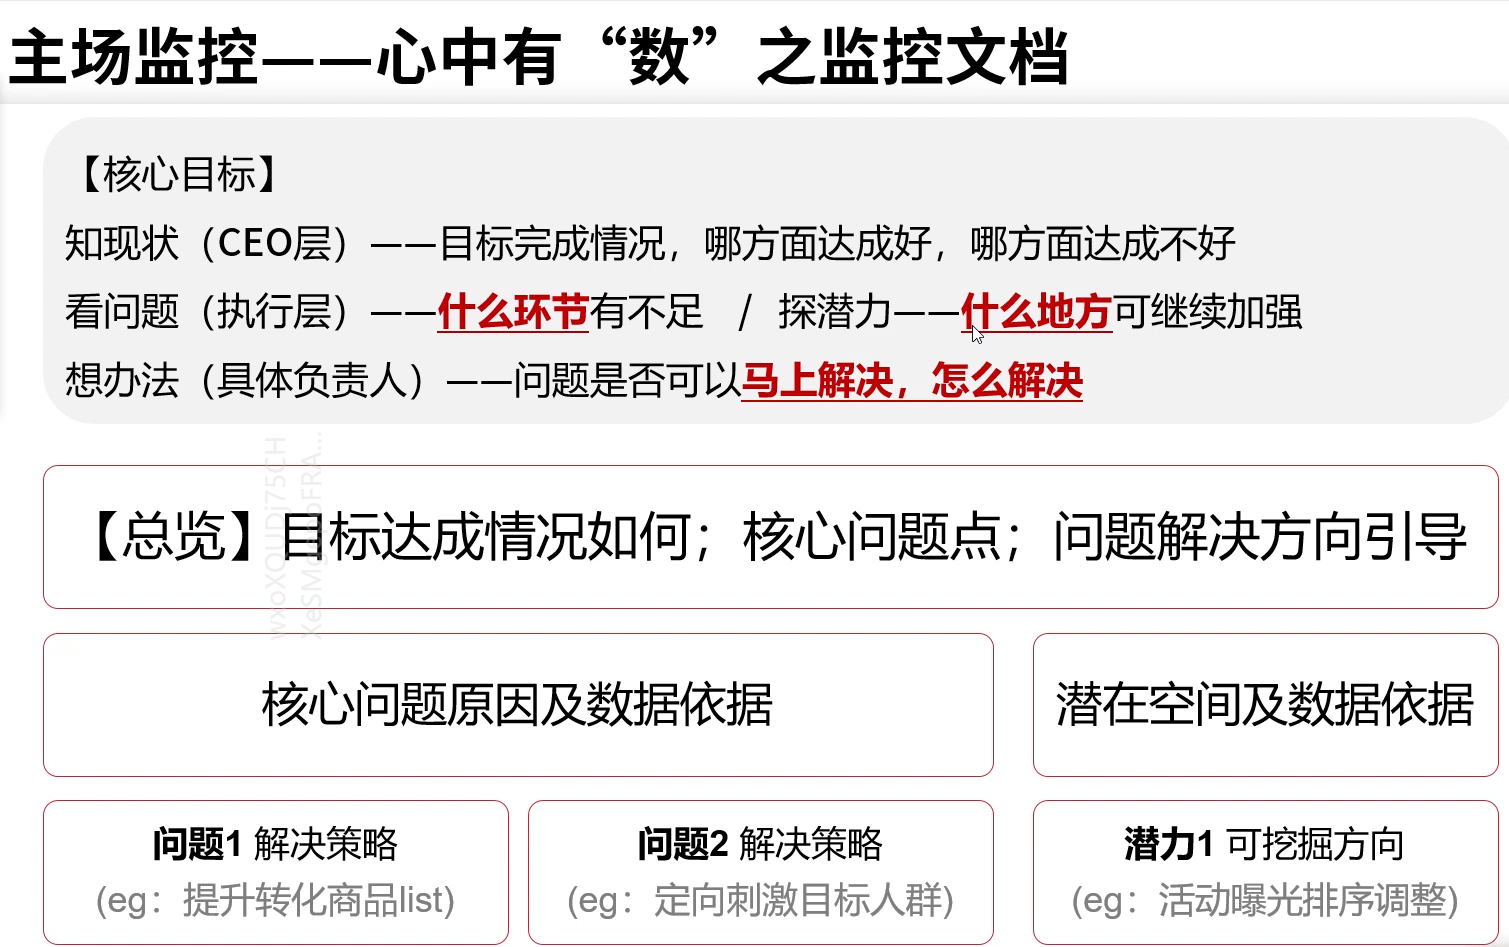 主场监控——心中有“数”之监控文档
【核心目标】
知现状（CEO层）——目标完成情况，哪方面达成好，哪方面达成不好
看问题（执行层）——什么环节有不足 / 探潜力——什么地方可继续加强
想办法（具体负责人）——问题是否可以马上解决，怎么解决
【总览】目标达成情况如何；核心问题点；问题解决方向引导
核心问题原因及数据依据
潜在空间及数据依据
问题1 解决策略
(eg：提升转化商品list)
问题2 解决策略
(eg：定向刺激目标人群)
潜力1 可挖掘方向
(eg：活动曝光排序调整)